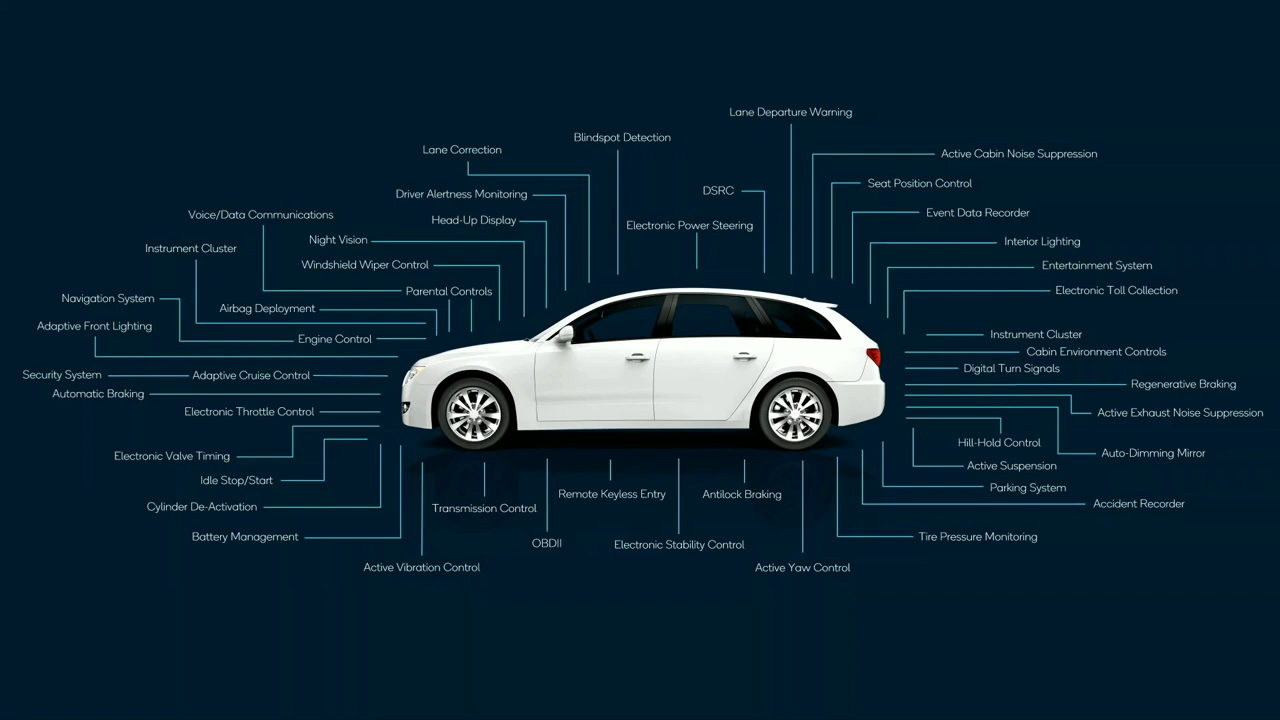 Lane Departure Warning
Blindspot Detection
Lane Correction
Active Cabin Noise Suppression
Seat Position Control
DSRC
Driver Alertness Monitoring
Event Data Recorder
Voice/Data Communications
Head-Up Display
Electronic Power Steering
Night Vision
Interior Lighting
Instrument Cluster
Windshield Wiper Control
Entertainment System
Parental Controls
Electronic Toll Collection
Navigation System
Airbag Deployment
Adaptive Front Lighting
Engine Control
Instrument Cluster
Cabin Environment Controls
Digital Turn Signals
Security System
Adaptive Cruise Control
Regenerative Braking
Automatic Braking
Electronic Throttle Control
Active Exhaust Noise Suppression
Hill-Hold Control
Auto-Dimming Mirror
Electronic Valve Timing
Active Suspension
Idle Stop/Start
Parking System
Remote Keyless Entry
Antilock Braking
Accident Recorder
Cylinder De-Activation
Transmission Control
Battery Management
Tire Pressure Monitoring
OBDII
Electronic Stability Control
Active Vibration Control
Active Yaw Control